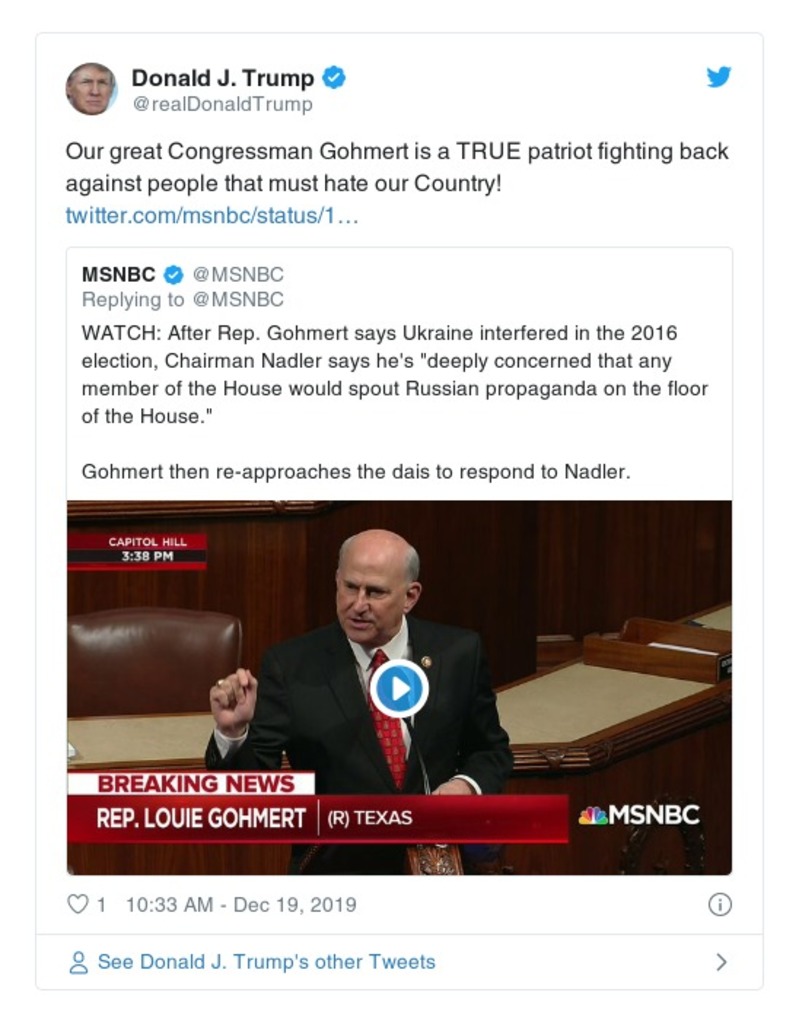 Donald J. Trump
@realDonaldTrump
Our great Congressman Gohmert is a TRUE patriot fighting back
against people that must hate our Country!
twitter.com/msnbc/status/1…
MSNBC @MSNBC
Replying to @MSNBC
WATCH: After Rep. Gohmert says Ukraine interfered in the 2016
election, Chairman Nadler says he's "deeply concerned that any
member of the House would spout Russian propaganda on the floor
of the House."
Gohmert then re-approaches the dais to respond to Nadler.
CAPITOL HILL
3:38 PM
BREAKING NEWS
REP. LOUIE GOHMERT (R) TEXAS
MSNBC
1 10:33 AM - Dec 19, 2019
See Donald J. Trump's other Tweets